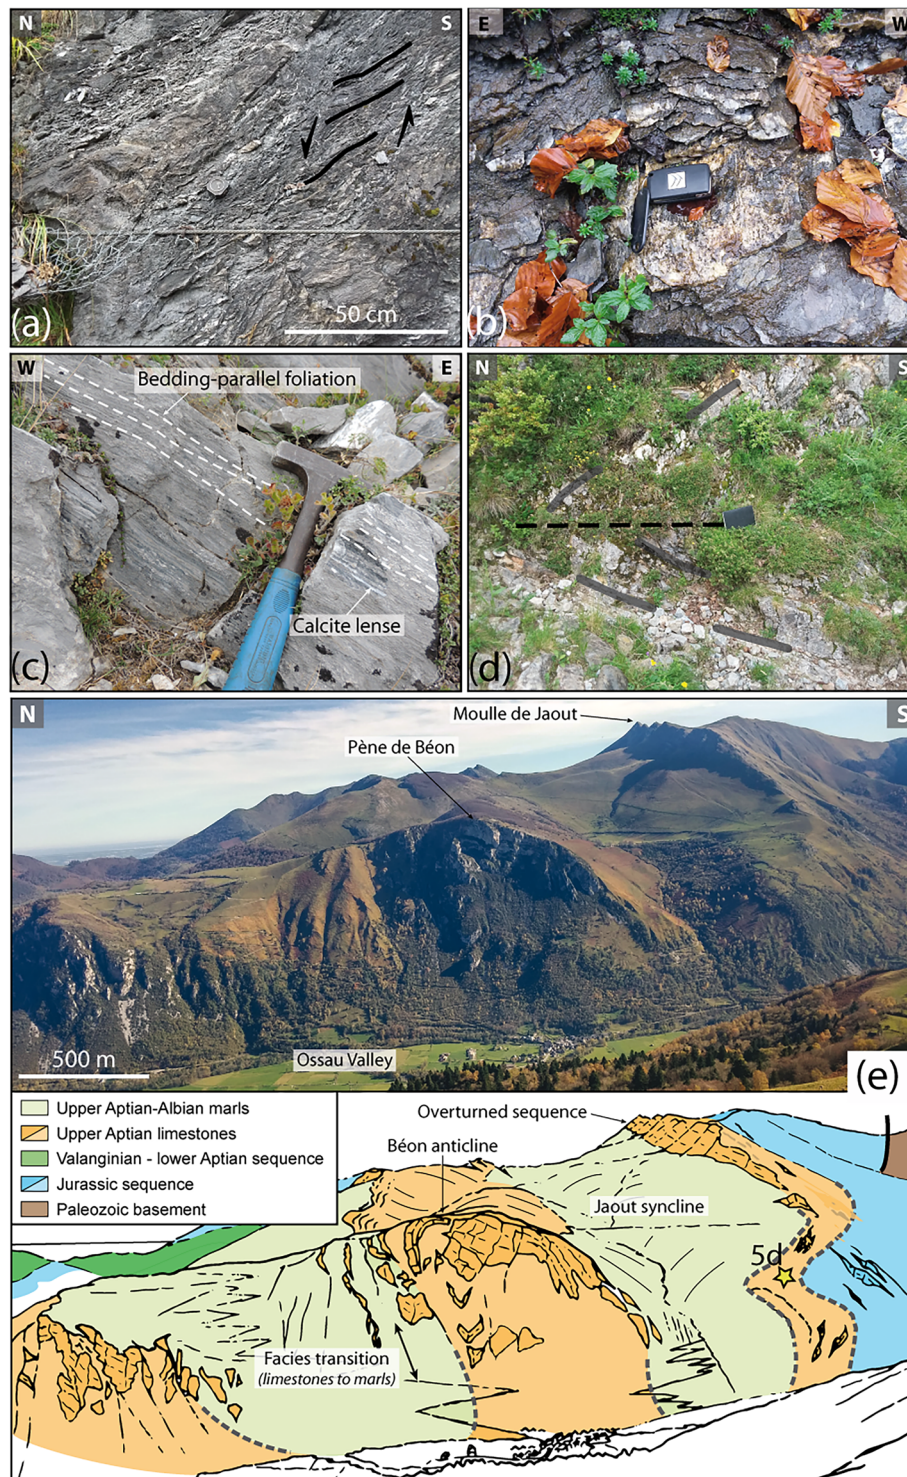 N
S
50 cm
(a)
E
W
(b)
W
E
Bedding-parallel foliation
Calcite lense
(c)
N
S
(d)
N
S
Moulle de Jaout
Pène de Béon
500 m
Ossau Valley
(e)
Upper Aptian-Albian marls
Upper Aptian limestones
Valanginian - lower Aptian sequence
Jurassic sequence
Paleozoic basement
Overturned sequence
Béon anticline
Jaout syncline
5d
Facies transition
(limestones to marls)